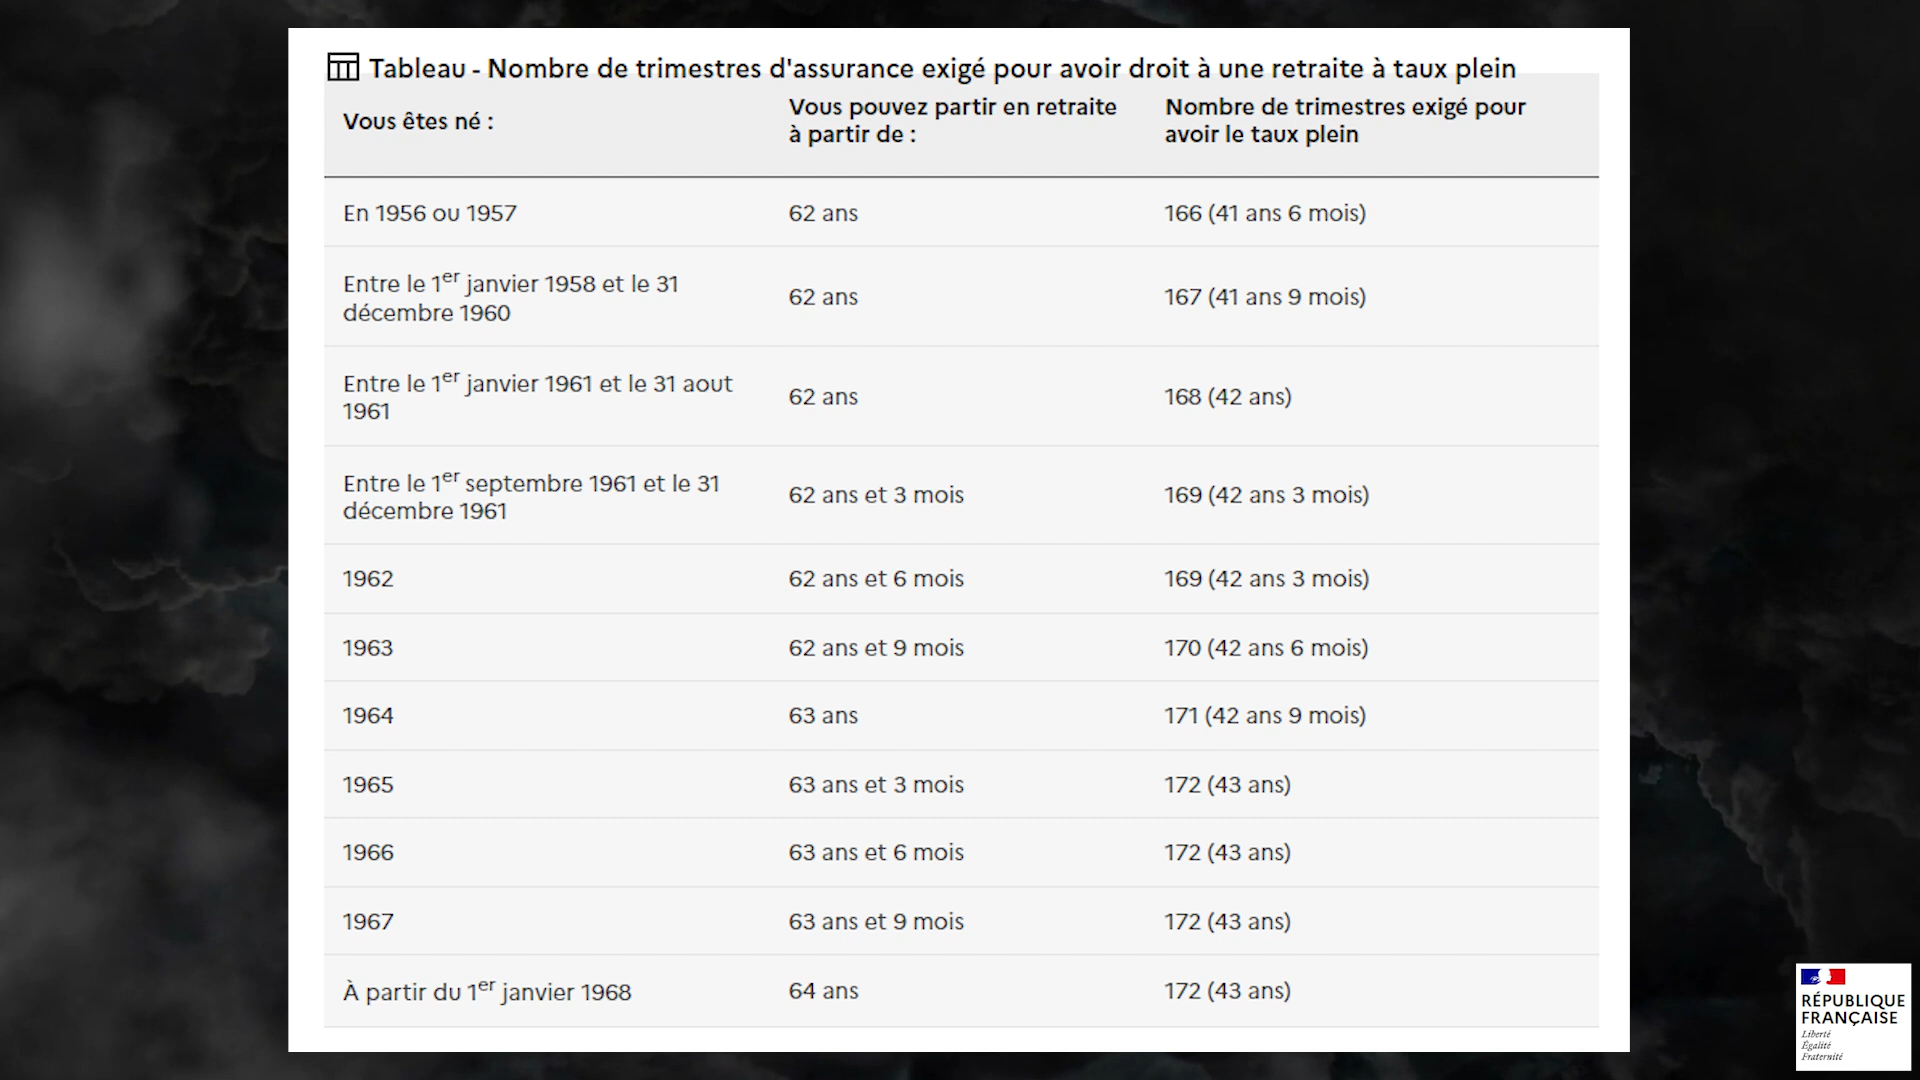 Tableau - Nombre de trimestres d'assurance exigé pour avoir droit à une retraite à taux plein
Vous êtes né :
Vous pouvez partir en retraite
à partir de :
Nombre de trimestres exigé pour
avoir le taux plein
En 1956 ou 1957
62 ans
166 (41 ans 6 mois)
Entre le 1er janvier 1958 et le 31
décembre 1960
62 ans
167 (41 ans 9 mois)
Entre le 1er janvier 1961 et le 31 aout
1961
62 ans
168 (42 ans)
Entre le 1er septembre 1961 et le 31
décembre 1961
62 ans et 3 mois
169 (42 ans 3 mois)
1962
62 ans et 6 mois
169 (42 ans 3 mois)
1963
62 ans et 9 mois
170 (42 ans 6 mois)
1964
63 ans
171 (42 ans 9 mois)
1965
63 ans et 3 mois
172 (43 ans)
1966
63 ans et 6 mois
172 (43 ans)
1967
63 ans et 9 mois
172 (43 ans)
À partir du 1er janvier 1968
64 ans
172 (43 ans)
RÉPUBLIQUE
FRANÇAISE
Liberté
Égalité
Fraternité